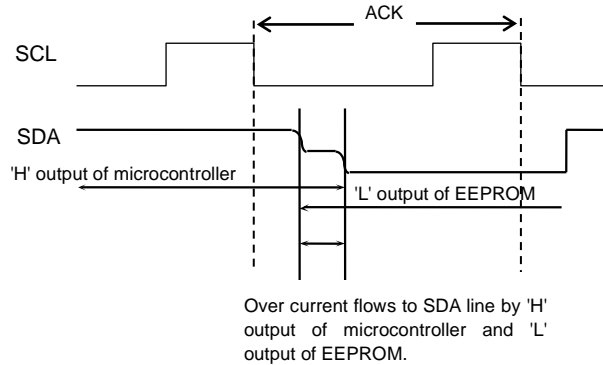 ACK
SCL
SDA
'H' output of microcontroller
'L' output of EEPROM
Over current flows to SDA line by 'H'
output of microcontroller and 'L'
output of EEPROM.